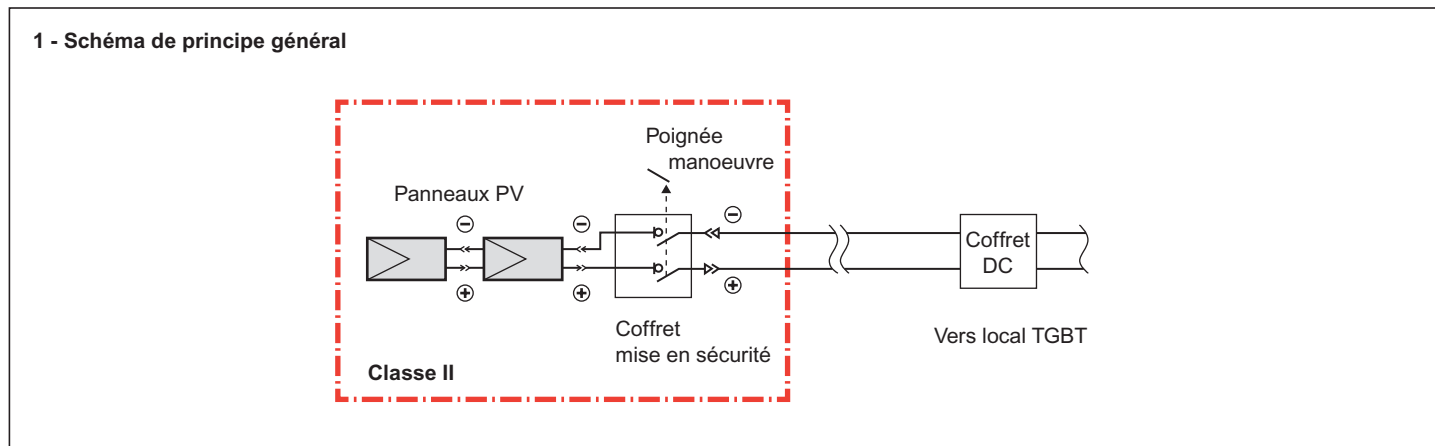 1 - Schéma de principe général
Poignée
manoeuvre
Panneaux PV
⊖
⊖
⊖
Coffret
DC
⊕
⊕
⊕
Coffret
mise en sécurité
Vers local TGBT
Classe II